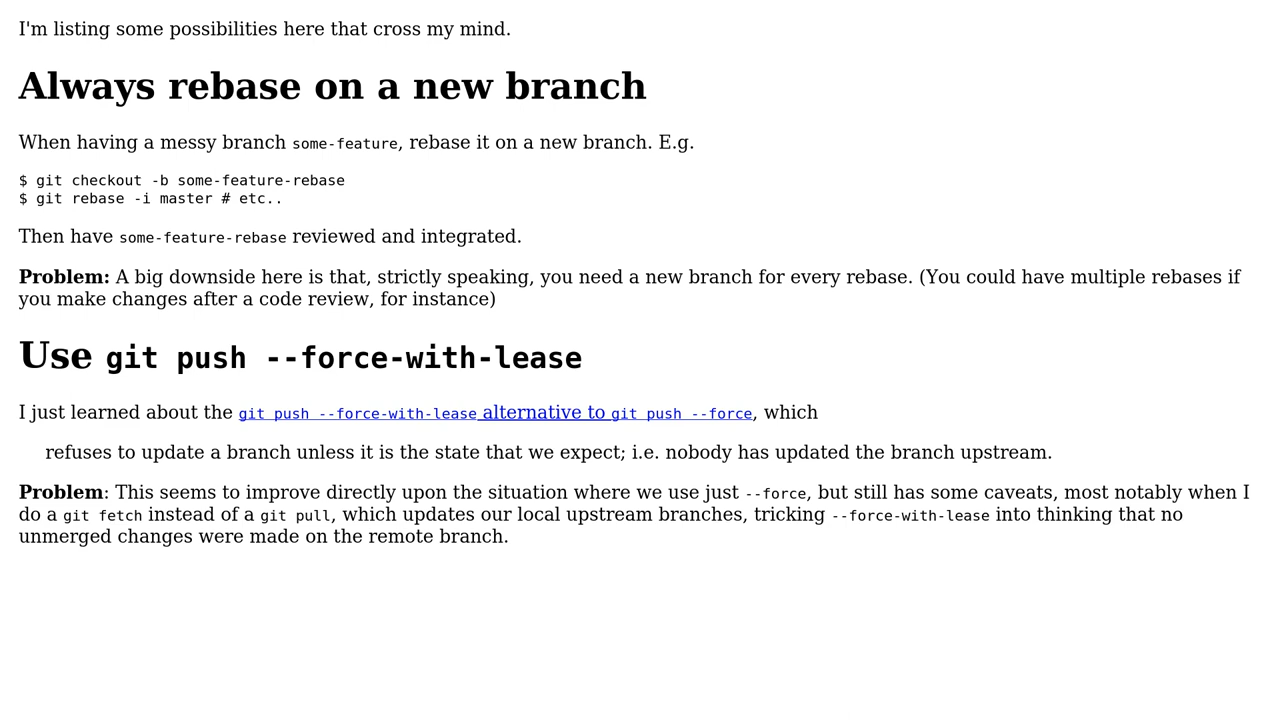 I'm listing some possibilities here that cross my mind.
Always rebase on a new branch
When having a messy branch some-feature, rebase it on a new branch. E.g.
$ git checkout -b some-feature-rebase
$ git rebase -i master # etc..
Then have some-feature-rebase reviewed and integrated.
Problem: A big downside here is that, strictly speaking, you need a new branch for every rebase. (You could have multiple rebases if
you make changes after a code review, for instance)
Use git push --force-with-lease
I just learned about the git push --force-with-lease alternative to git push --force, which
refuses to update a branch unless it is the state that we expect; i.e. nobody has updated the branch upstream.
Problem: This seems to improve directly upon the situation where we use just --force, but still has some caveats, most notably when I
do a git fetch instead of a git pull, which updates our local upstream branches, tricking --force-with-lease into thinking that no
unmerged changes were made on the remote branch.